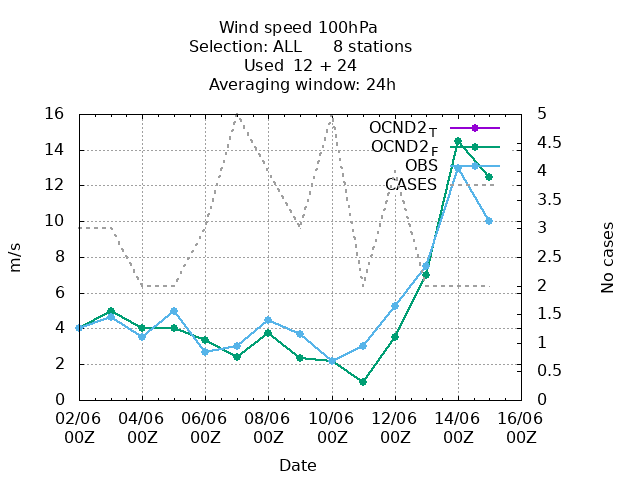 Wind speed 100hPa
Selection: ALL 8 stations
Used 12 + 24
Averaging window: 24h
OCND2_T
OCND2_F
OBS
CASES
m/s
16
14
12
10
8
6
4
2
0
5
4.5
4
3.5
3
2.5
2
1.5
1
0.5
0
No cases
02/06 04/06 06/06 08/06 10/06 12/06 14/06 16/06
00Z 00Z 00Z 00Z 00Z 00Z 00Z 00Z
Date